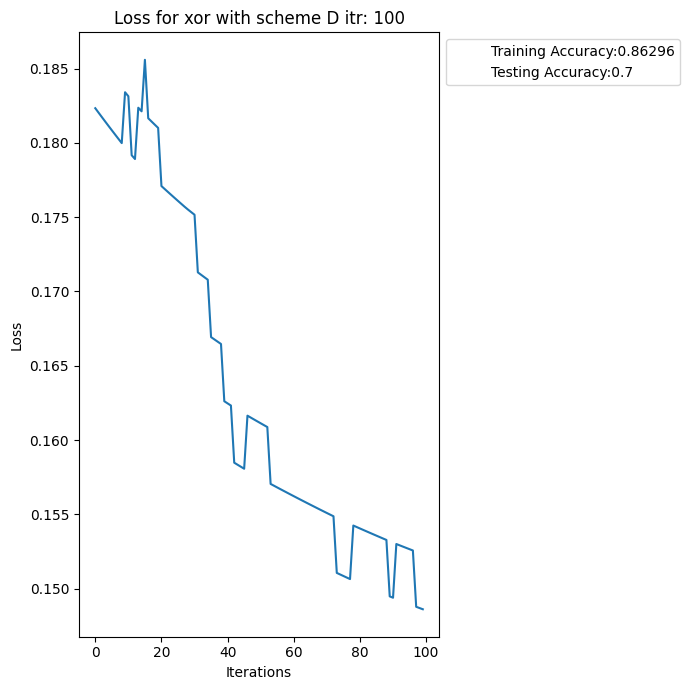 Loss for xor with scheme D itr: 100
Training Accuracy:0.86296
Testing Accuracy:0.7
0.185
0.180
0.175
0.170
0.165
0.160
0.155
0.150
Loss
0 20 40 60 80 100
Iterations